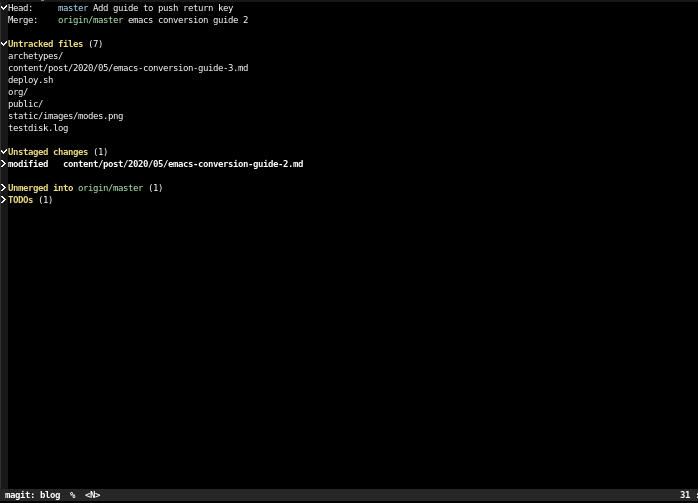 Head:     master Add guide to push return key
Merge:    origin/master emacs conversion guide 2
Untracked files (7)
archetypes/
content/post/2020/05/emacs-conversion-guide-3.md
deploy.sh
org/
public/
static/images/modes.png
testdisk.log
Unstaged changes (1)
modified   content/post/2020/05/emacs-conversion-guide-2.md
Unmerged into origin/master (1)
TODOs (1)
magit: blog  %  <N>  31 :